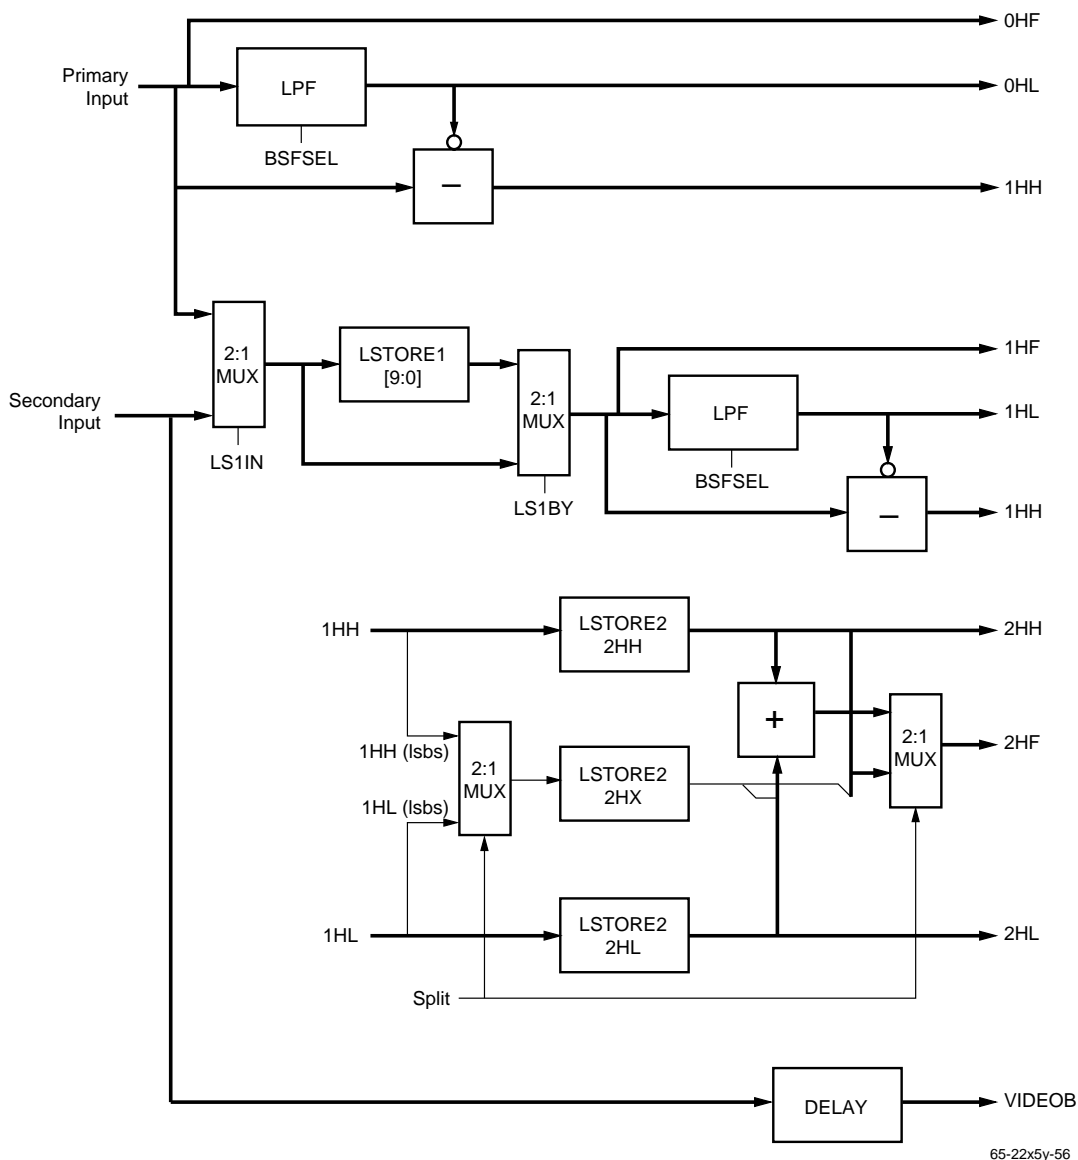 0HF
Primary
Input
LPF
0HL
BSFSEL
–
1HH
2:1
MUX
LSTORE1
[9:0]
2:1
MUX
1HF
Secondary
Input
LPF
1HL
LS1IN
LS1BY
BSFSEL
–
1HH
1HH
LSTORE2
2HH
2HH
+
1HH (lsbs)
2:1
MUX
LSTORE2
2HX
2:1
MUX
2HF
1HL (lsbs)
1HL
LSTORE2
2HL
2HL
Split
DELAY
VIDEOB
65-22x5y-56